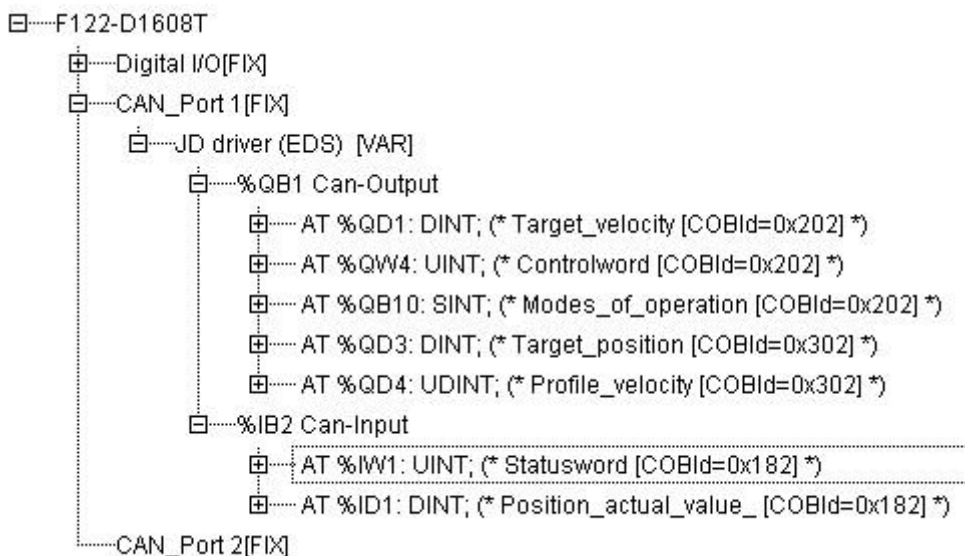 F122-D1608T
Digital I/O[FIX]
CAN_Port 1[FIX]
JD driver (EDS) [VAR]
%QB1 Can-Output
AT %QD1: DINT; (* Target_velocity [COBId=0x202] *)
AT %QW4: UINT; (* Controlword [COBId=0x202] *)
AT %QB10: SINT; (* Modes_of_operation [COBId=0x202] *)
AT %QD3: DINT; (* Target_position [COBId=0x302] *)
AT %QD4: UDINT; (* Profile_velocity [COBId=0x302] *)
%IB2 Can-Input
AT %IW1: UINT; (* Statusword [COBId=0x182] *)
AT %ID1: DINT; (* Position_actual_value_ [COBId=0x182] *)
CAN_Port 2[FIX]